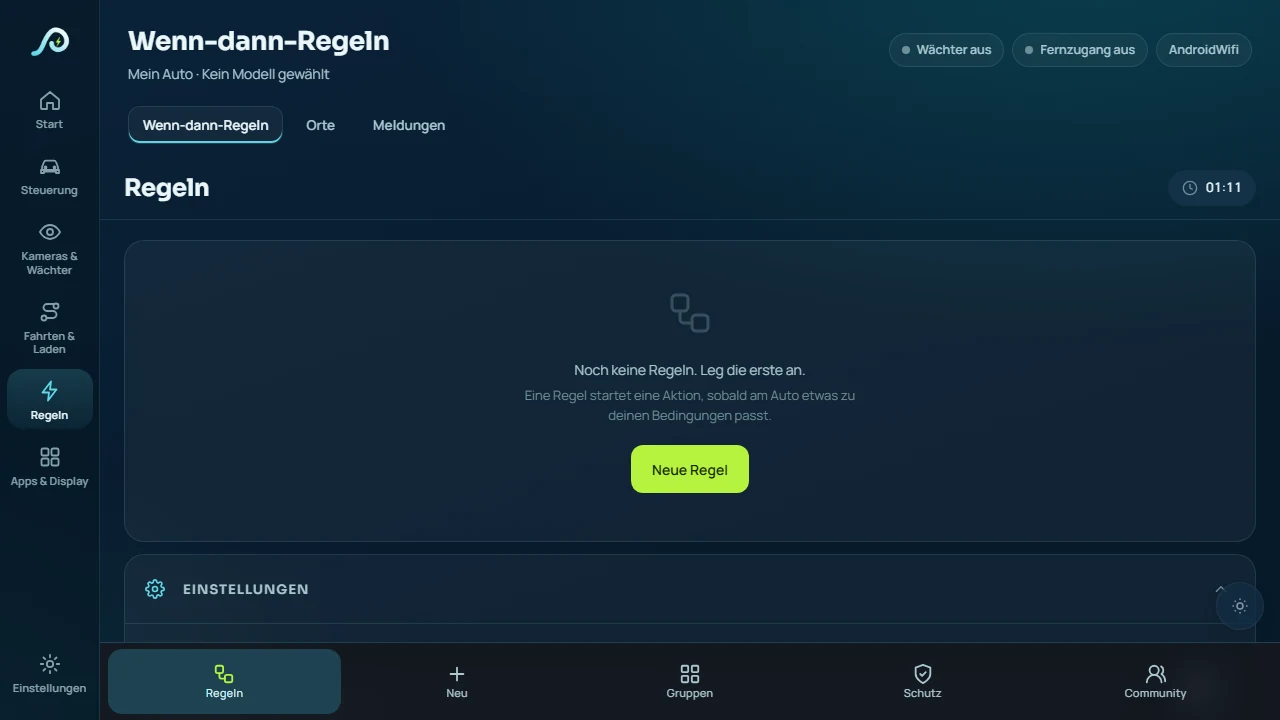 Wenn-dann-Regeln
Mein Auto · Kein Modell gewählt
Wächter aus
Fernzugang aus
AndroidWifi
Start
Steuerung
Kameras &
Wächter
Fahrten &
Laden
Regeln
Apps & Display
Einstellungen
Wenn-dann-Regeln
Orte
Meldungen
Regeln
01:11
Noch keine Regeln. Leg die erste an.
Eine Regel startet eine Aktion, sobald am Auto etwas zu
deinen Bedingungen passt.
Neue Regel
EINSTELLUNGEN
Regeln
Neu
Gruppen
Schutz
Community